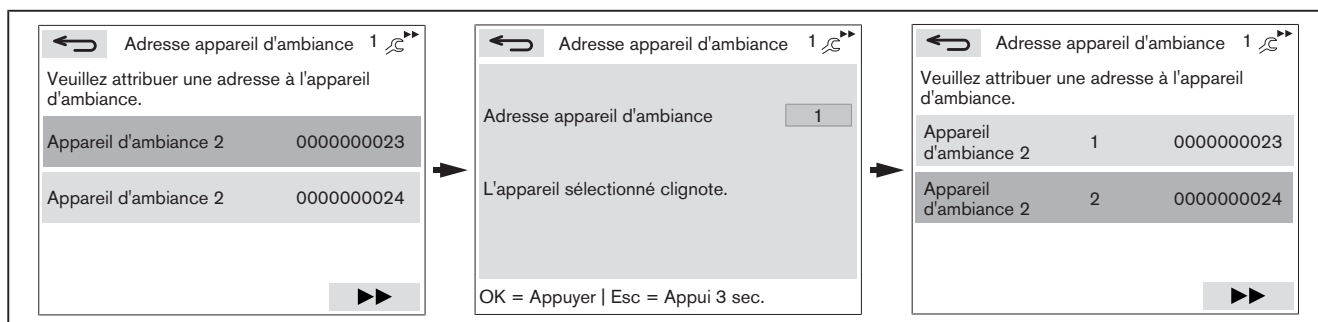 Adresse appareil d'ambiance 1
Veuillez attribuer une adresse à l'appareil
d'ambiance.
Appareil d'ambiance 2 0000000023
Appareil d'ambiance 2 0000000024
Adresse appareil d'ambiance 1
Adresse appareil d'ambiance 1
L'appareil sélectionné clignote.
OK = Appuyer | Esc = Appui 3 sec.
Adresse appareil d'ambiance 1
Veuillez attribuer une adresse à l'appareil
d'ambiance.
Appareil
d'ambiance 2 1 0000000023
Appareil
d'ambiance 2 2 0000000024